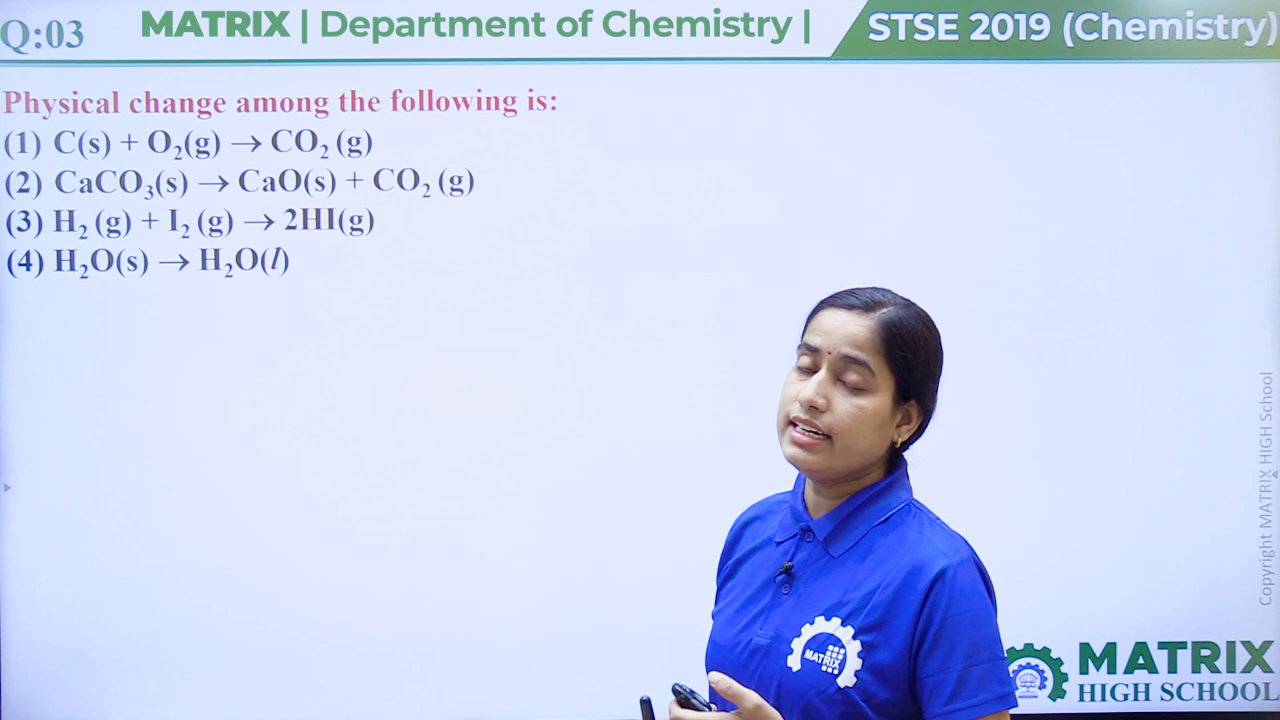 Q:03
MATRIX | Department of Chemistry |
STSE 2019 (Chemistry)
Physical change among the following is:
(1) C(s) + O₂(g) → CO₂ (g)
(2) CaCO₃(s) → CaO(s) + CO₂ (g)
(3) H₂ (g) + I₂ (g) → 2HI(g)
(4) H₂O(s) → H₂O(l)
Copyright MATRIX HIGH School
MATRIX
MATRIX
HIGH SCHOOL